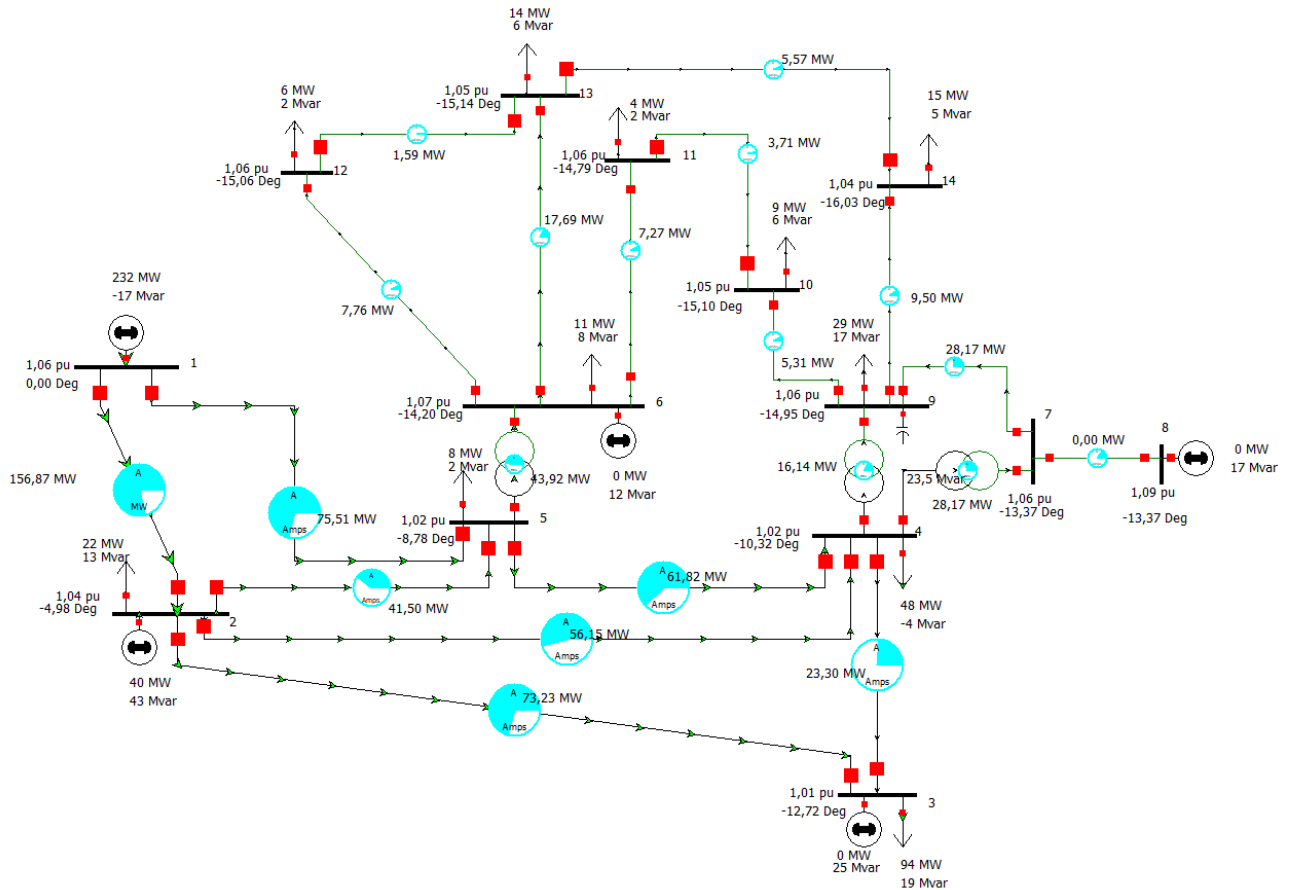 14 MW
6 Mvar
1,05 pu
-15,14 Deg
13
5,57 MW
6 MW
2 Mvar
1,59 MW
1,06 pu
-15,06 Deg
12
4 MW
2 Mvar
1,06 pu
-14,79 Deg
11
3,71 MW
15 MW
5 Mvar
1,04 pu
-16,03 Deg
14
17,69 MW
7,27 MW
9 MW
6 Mvar
1,05 pu
-15,10 Deg
10
232 MW
-17 Mvar
7,76 MW
9,50 MW
11 MW
8 Mvar
29 MW
17 Mvar
5,31 MW
28,17 MW
1,06 pu
0,00 Deg
1
1,07 pu
-14,20 Deg
6
1,06 pu
-14,95 Deg
9
7
0,00 MW
8
0 MW
17 Mvar
0 MW
12 Mvar
8 MW
2 Mvar
43,92 MW
16,14 MW
23,5 Mvar
28,17 MW
1,06 pu
-13,37 Deg
1,09 pu
-13,37 Deg
156,87 MW
A
MW
A
75,51 MW
Amps
1,02 pu
-8,78 Deg
5
1,02 pu
-10,32 Deg
4
22 MW
13 Mvar
1,04 pu
-4,98 Deg
2
A
41,50 MW
Amps
A
61,82 MW
Amps
48 MW
-4 Mvar
A
56,15 MW
Amps
A
23,30 MW
Amps
40 MW
43 Mvar
A
73,23 MW
Amps
1,01 pu
-12,72 Deg
3
0 MW
25 Mvar
94 MW
19 Mvar